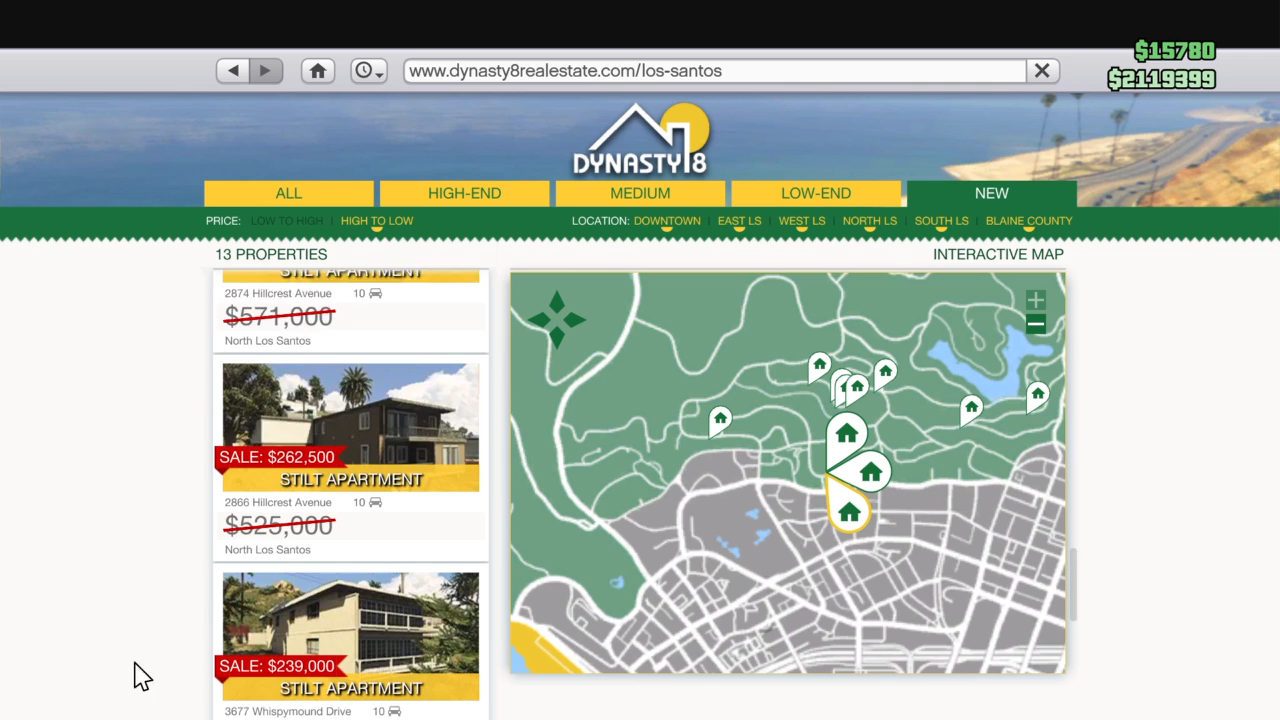 $15780
www.dynasty8realestate.com/los-santos
$2119399
DYNASTY8
ALL
HIGH-END
MEDIUM
LOW-END
NEW
PRICE: LOW TO HIGH | HIGH TO LOW
LOCATION: DOWNTOWN | EAST LS | WEST LS | NORTH LS | SOUTH LS | BLAINE COUNTY
13 PROPERTIES
INTERACTIVE MAP
STILT APARTMENT
2874 Hillcrest Avenue 10
$571,000
North Los Santos
SALE: $262,500
STILT APARTMENT
2866 Hillcrest Avenue 10
$525,000
North Los Santos
SALE: $239,000
STILT APARTMENT
3677 Whispymound Drive 10